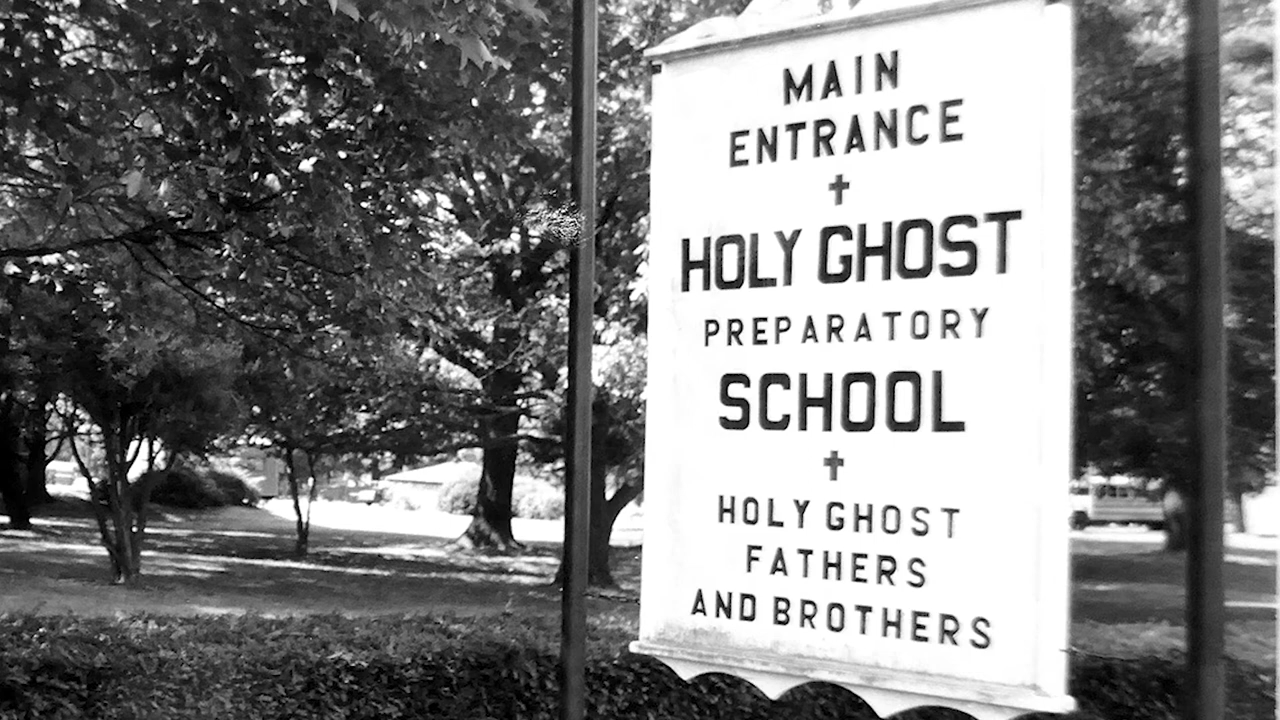 MAIN
ENTRANCE
HOLY GHOST
PREPARATORY
SCHOOL
HOLY GHOST
FATHERS
AND BROTHERS